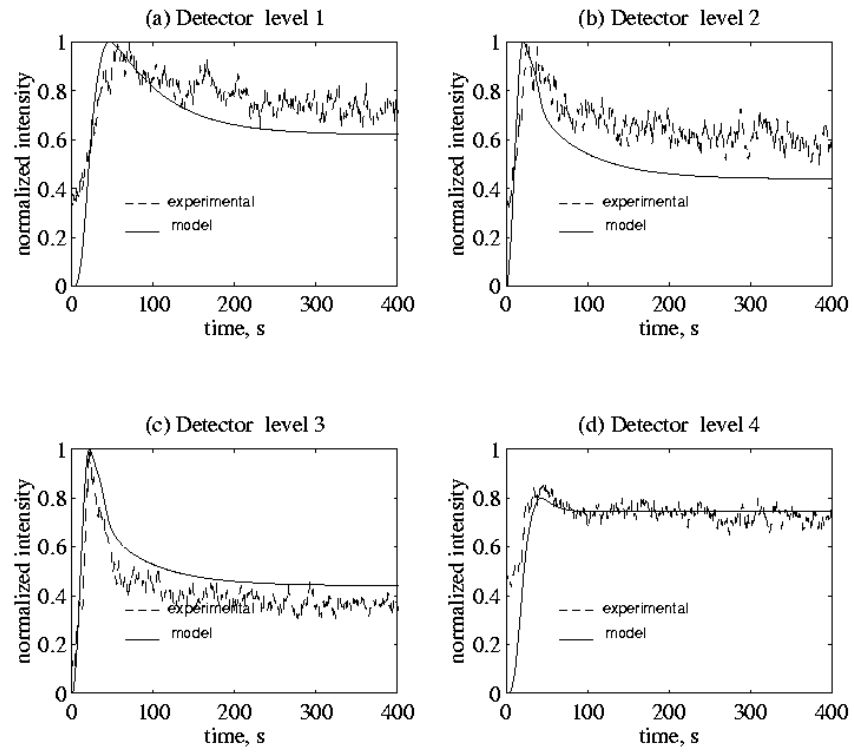 (a) Detector level 1
1
0.8
0.6
0.4
0.2
0
normalized intensity
experimental
model
0 100 200 300 400
time, s
(b) Detector level 2
1
0.8
0.6
0.4
0.2
0
normalized intensity
experimental
model
0 100 200 300 400
time, s
(c) Detector level 3
1
0.8
0.6
0.4
0.2
0
normalized intensity
experimental
model
0 100 200 300 400
time, s
(d) Detector level 4
1
0.8
0.6
0.4
0.2
0
normalized intensity
experimental
model
0 100 200 300 400
time, s